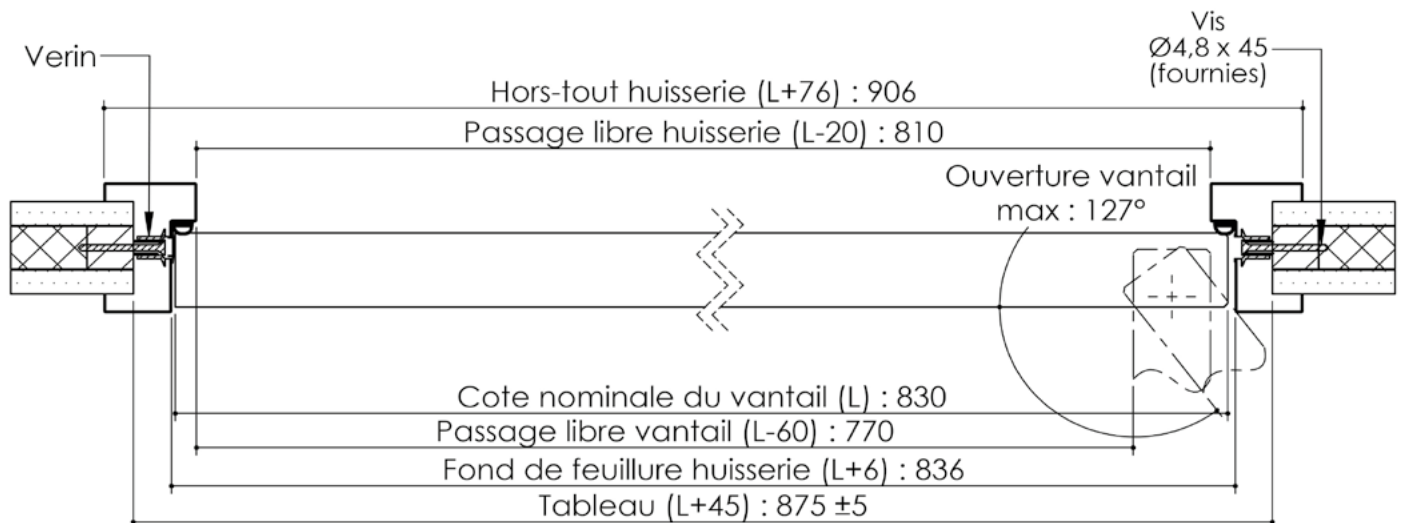 Verin
Vis
Ø4,8 x 45
(fournies)
Hors-tout huisserie (L+76) : 906
Passage libre huisserie (L-20) : 810
Ouverture vantail
max : 127°
Cote nominale du vantail (L) : 830
Passage libre vantail (L-60) : 770
Fond de feuillure huisserie (L+6) : 836
Tableau (L+45) : 875 ±5